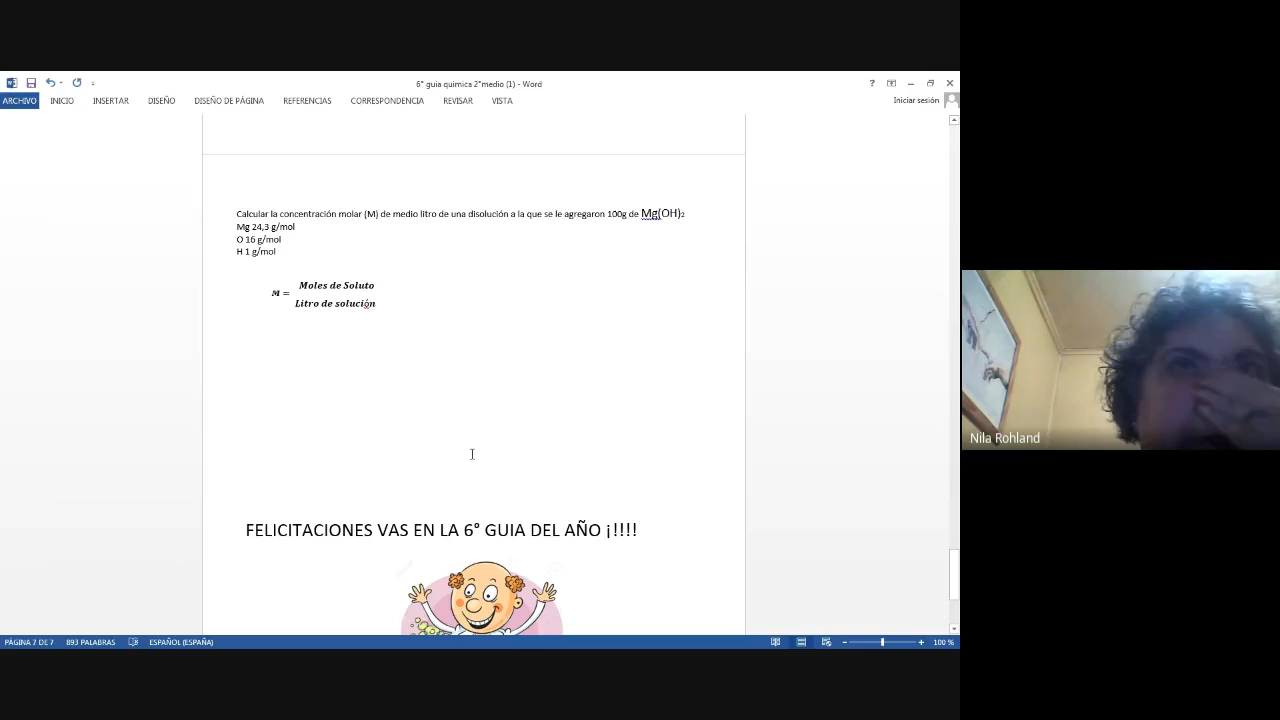 6° guia quimica 2°medio (1) - Word
?
ARCHIVO INICIO INSERTAR DISEÑO DISEÑO DE PÁGINA REFERENCIAS CORRESPONDENCIA REVISAR VISTA
Iniciar sesión
Calcular la concentración molar (M) de medio litro de una disolución a la que se le agregaron 100g de Mg(OH)2
Mg 24,3 g/mol
O 16 g/mol
H 1 g/mol
M = Moles de Soluto
Litro de solución
Nila Rohland
FELICITACIONES VAS EN LA 6° GUIA DEL AÑO ¡!!!!
PÁGINA 7 DE 7 893 PALABRAS ESPAÑOL (ESPAÑA)
100 %